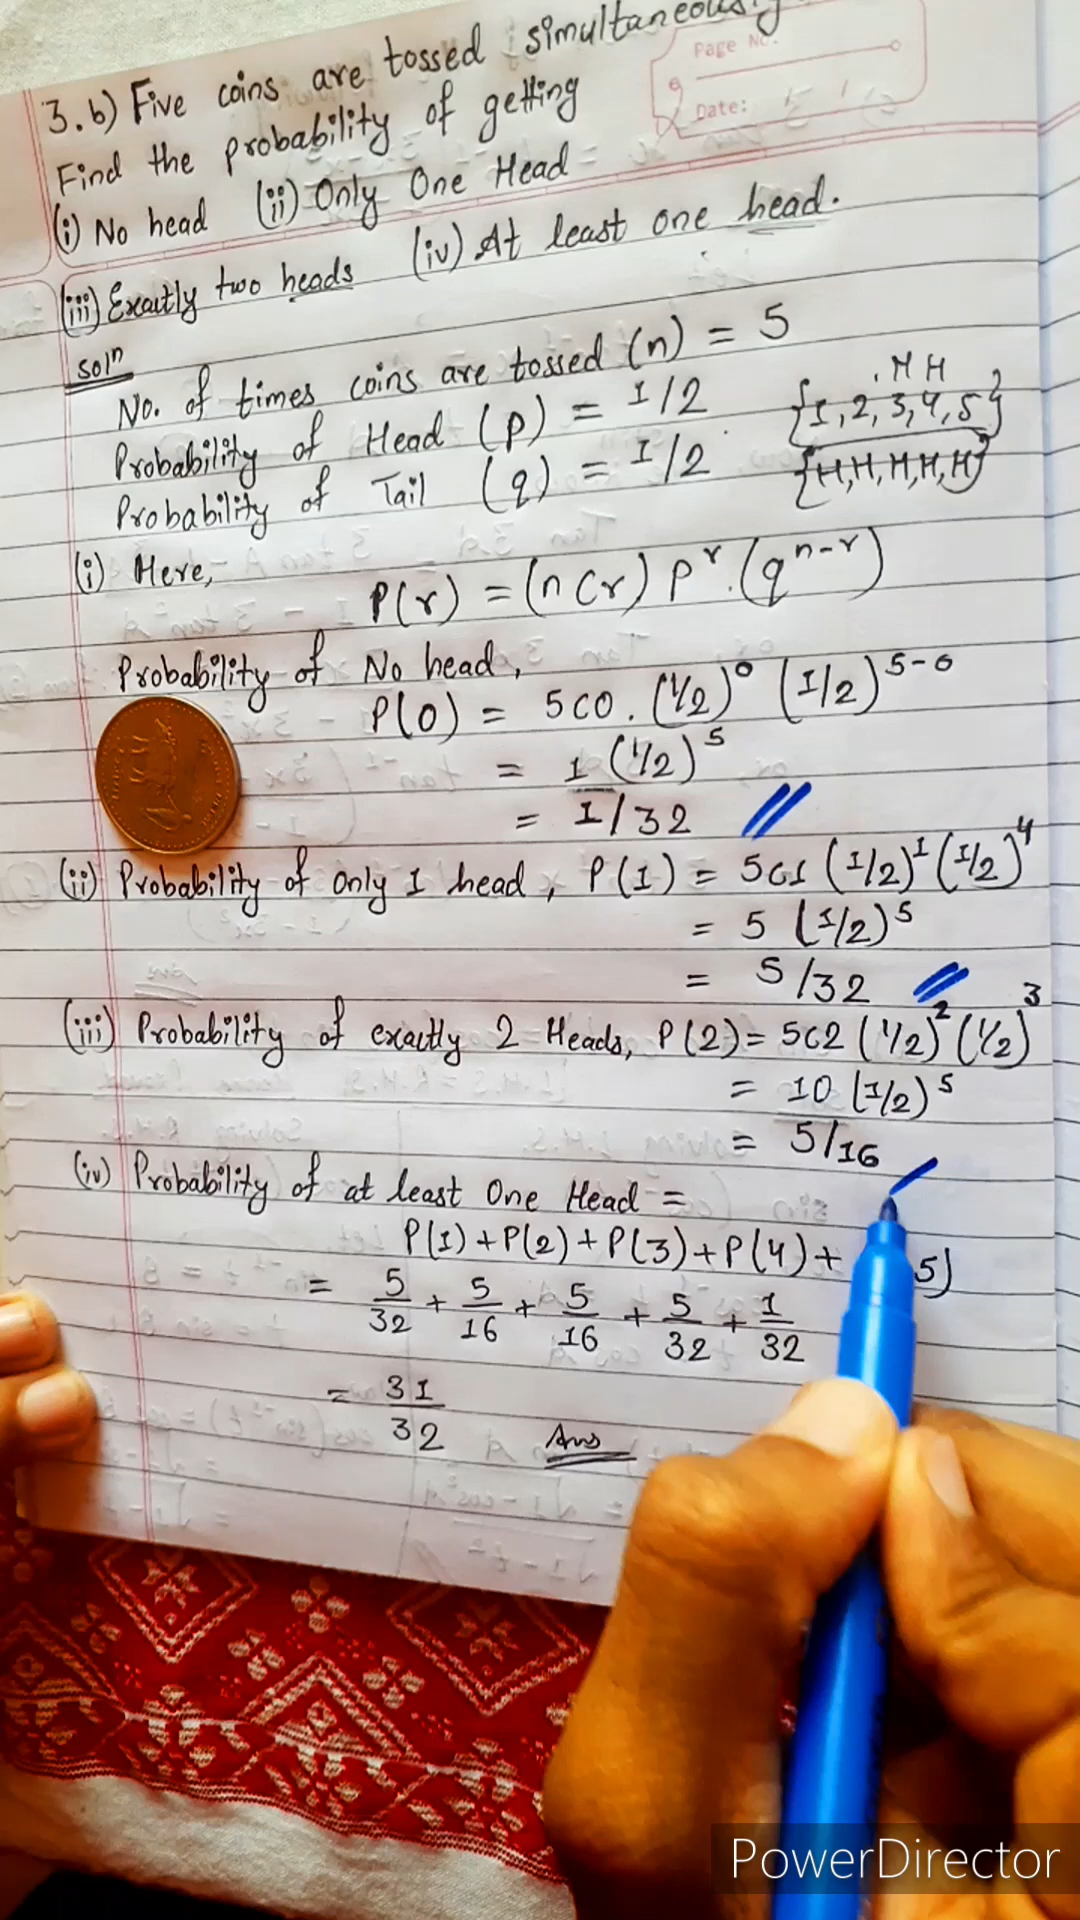 3.b) Five coins are tossed simultaneously
Page No.
Date:
Find the probability of getting
(i) No head (ii) Only One Head
(iii) Exactly two heads (iv) At least one head.
Soln
No. of times coins are tossed (n) = 5
H H
Probability of Head (p) = 1/2 {1,2,3,4,5}
Probability of Tail (q) = 1/2 {H,H,H,H,H}
(i) Here,
P(r) = (nCr) p^r.(q^n-r)
Probability of No head,
P(0) = 5C0. (1/2)^0 (1/2)^5-0
= 1 (1/2)^5
= 1/32
(ii) Probability of only 1 head, P(1) = 5C1 (1/2)^1 (1/2)^4
= 5 (1/2)^5
= 5/32
(iii) Probability of exactly 2 Heads, P(2) = 5C2 (1/2)^2 (1/2)^3
= 10 (1/2)^5
= 5/16
(iv) Probability of at least One Head =
P(1)+P(2)+P(3)+P(4)+ 5)
= 5/32 + 5/16 + 5/16 + 5/32 + 1/32
= 31/32 Ans
PowerDirector